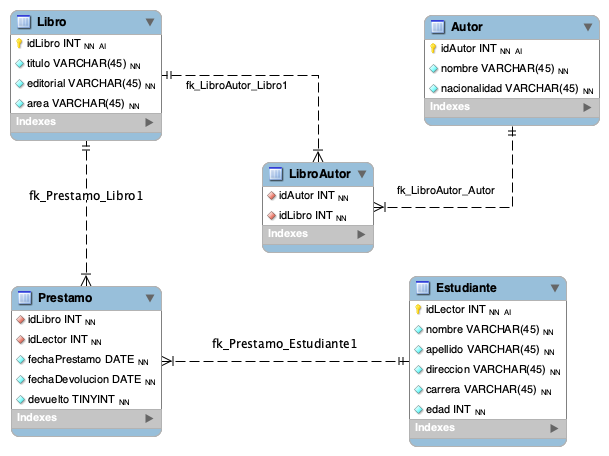 Libro
idLibro INT NN AI
titulo VARCHAR(45) NN
editorial VARCHAR(45) NN
area VARCHAR(45) NN
Indexes
Autor
idAutor INT NN AI
nombre VARCHAR(45) NN
nacionalidad VARCHAR(45) NN
Indexes
fk_LibroAutor_Libro1
LibroAutor
idAutor INT NN
idLibro INT NN
Indexes
fk_LibroAutor_Autor
fk_Prestamo_Libro1
Prestamo
idLibro INT NN
idLector INT NN
fechaPrestamo DATE NN
fechaDevolucion DATE NN
devuelto TINYINT NN
Indexes
fk_Prestamo_Estudiante1
Estudiante
idLector INT NN AI
nombre VARCHAR(45) NN
apellido VARCHAR(45) NN
direccion VARCHAR(45) NN
carrera VARCHAR(45) NN
edad INT NN
Indexes